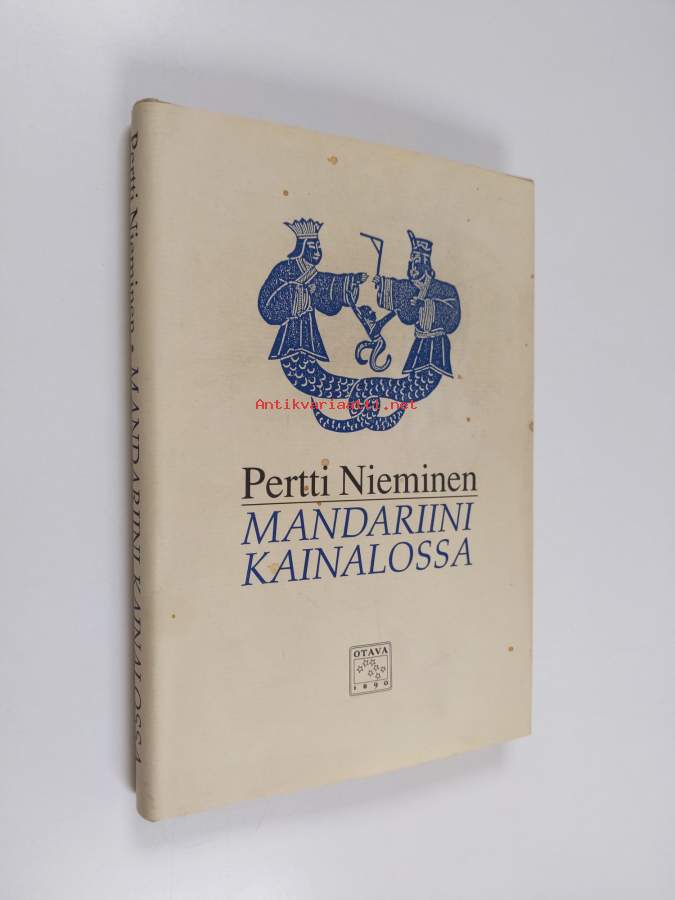 Pertti Nieminen • MANDARIINI KAINALOSSA
Antikvariaatti.net
Pertti Nieminen
MANDARIINI
KAINALOSSA
OTAVA
1890